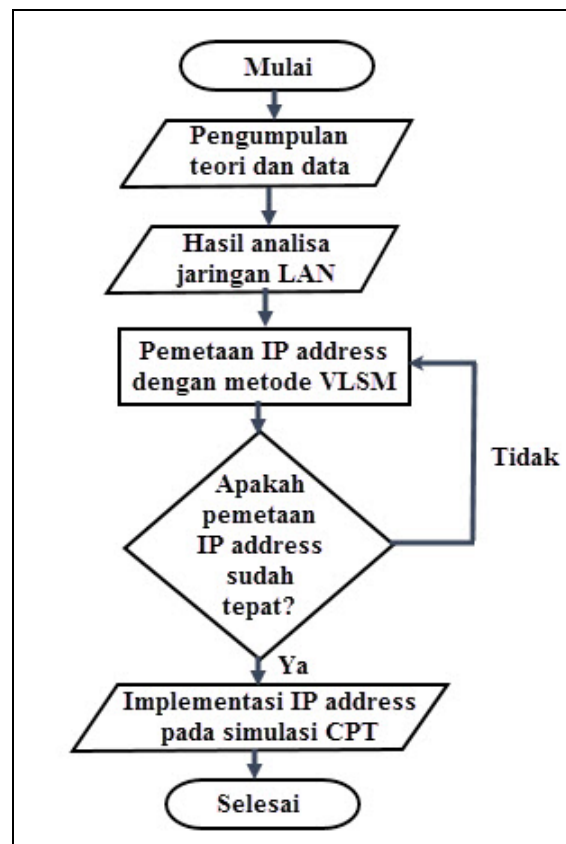 Mulai
Pengumpulan
teori dan data
Hasil analisa
jaringan LAN
Pemetaan IP address
dengan metode VLSM
Apakah
pemetaan
IP address
sudah
tepat?
Tidak
Ya
Implementasi IP address
pada simulasi CPT
Selesai